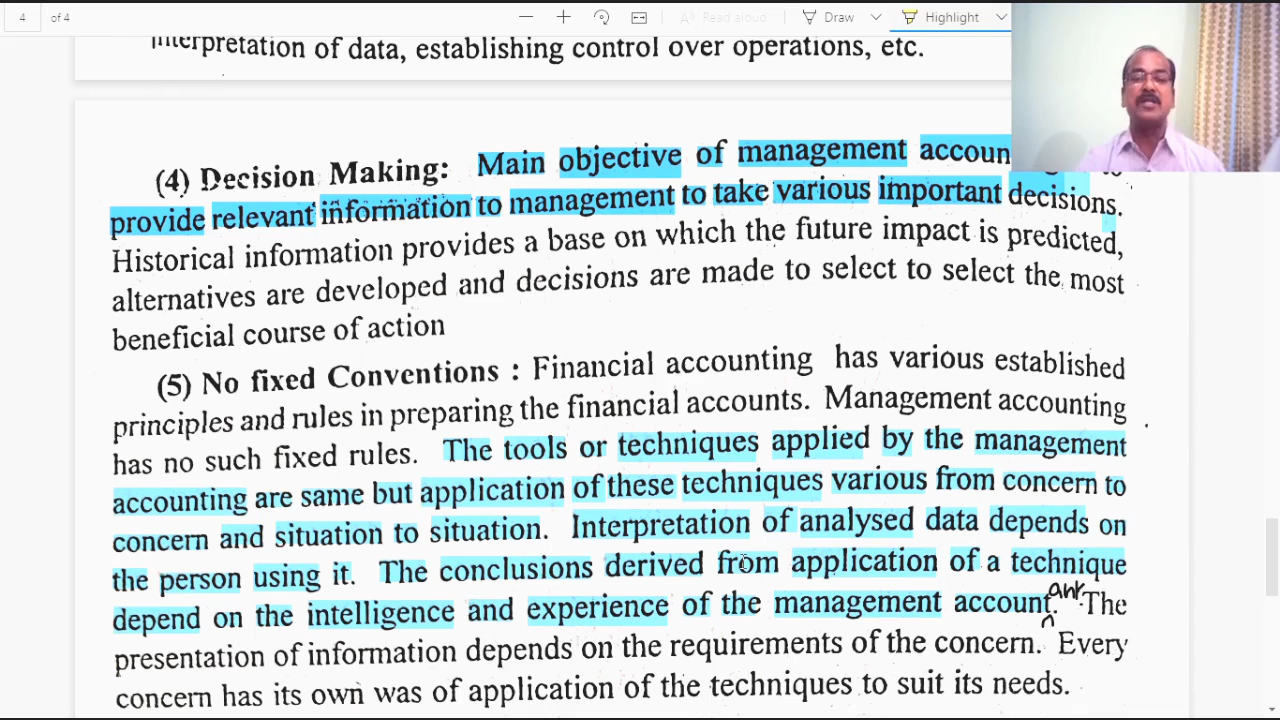 4 of 4 Read aloud Draw Highlight
interpretation of data, establishing control over operations, etc.
(4) Decision Making: Main objective of management accoun
provide relevant information to management to take various important decisions.
Historical information provides a base on which the future impact is predicted,
alternatives are developed and decisions are made to select to select the most
beneficial course of action
(5) No fixed Conventions : Financial accounting has various established
principles and rules in preparing the financial accounts. Management accounting
has no such fixed rules. The tools or techniques applied by the management
accounting are same but application of these techniques various from concern to
concern and situation to situation. Interpretation of analysed data depends on
the person using it. The conclusions derived from application of a technique
ant
depend on the intelligence and experience of the management account. The
presentation of information depends on the requirements of the concern. Every
concern has its own was of application of the techniques to suit its needs.